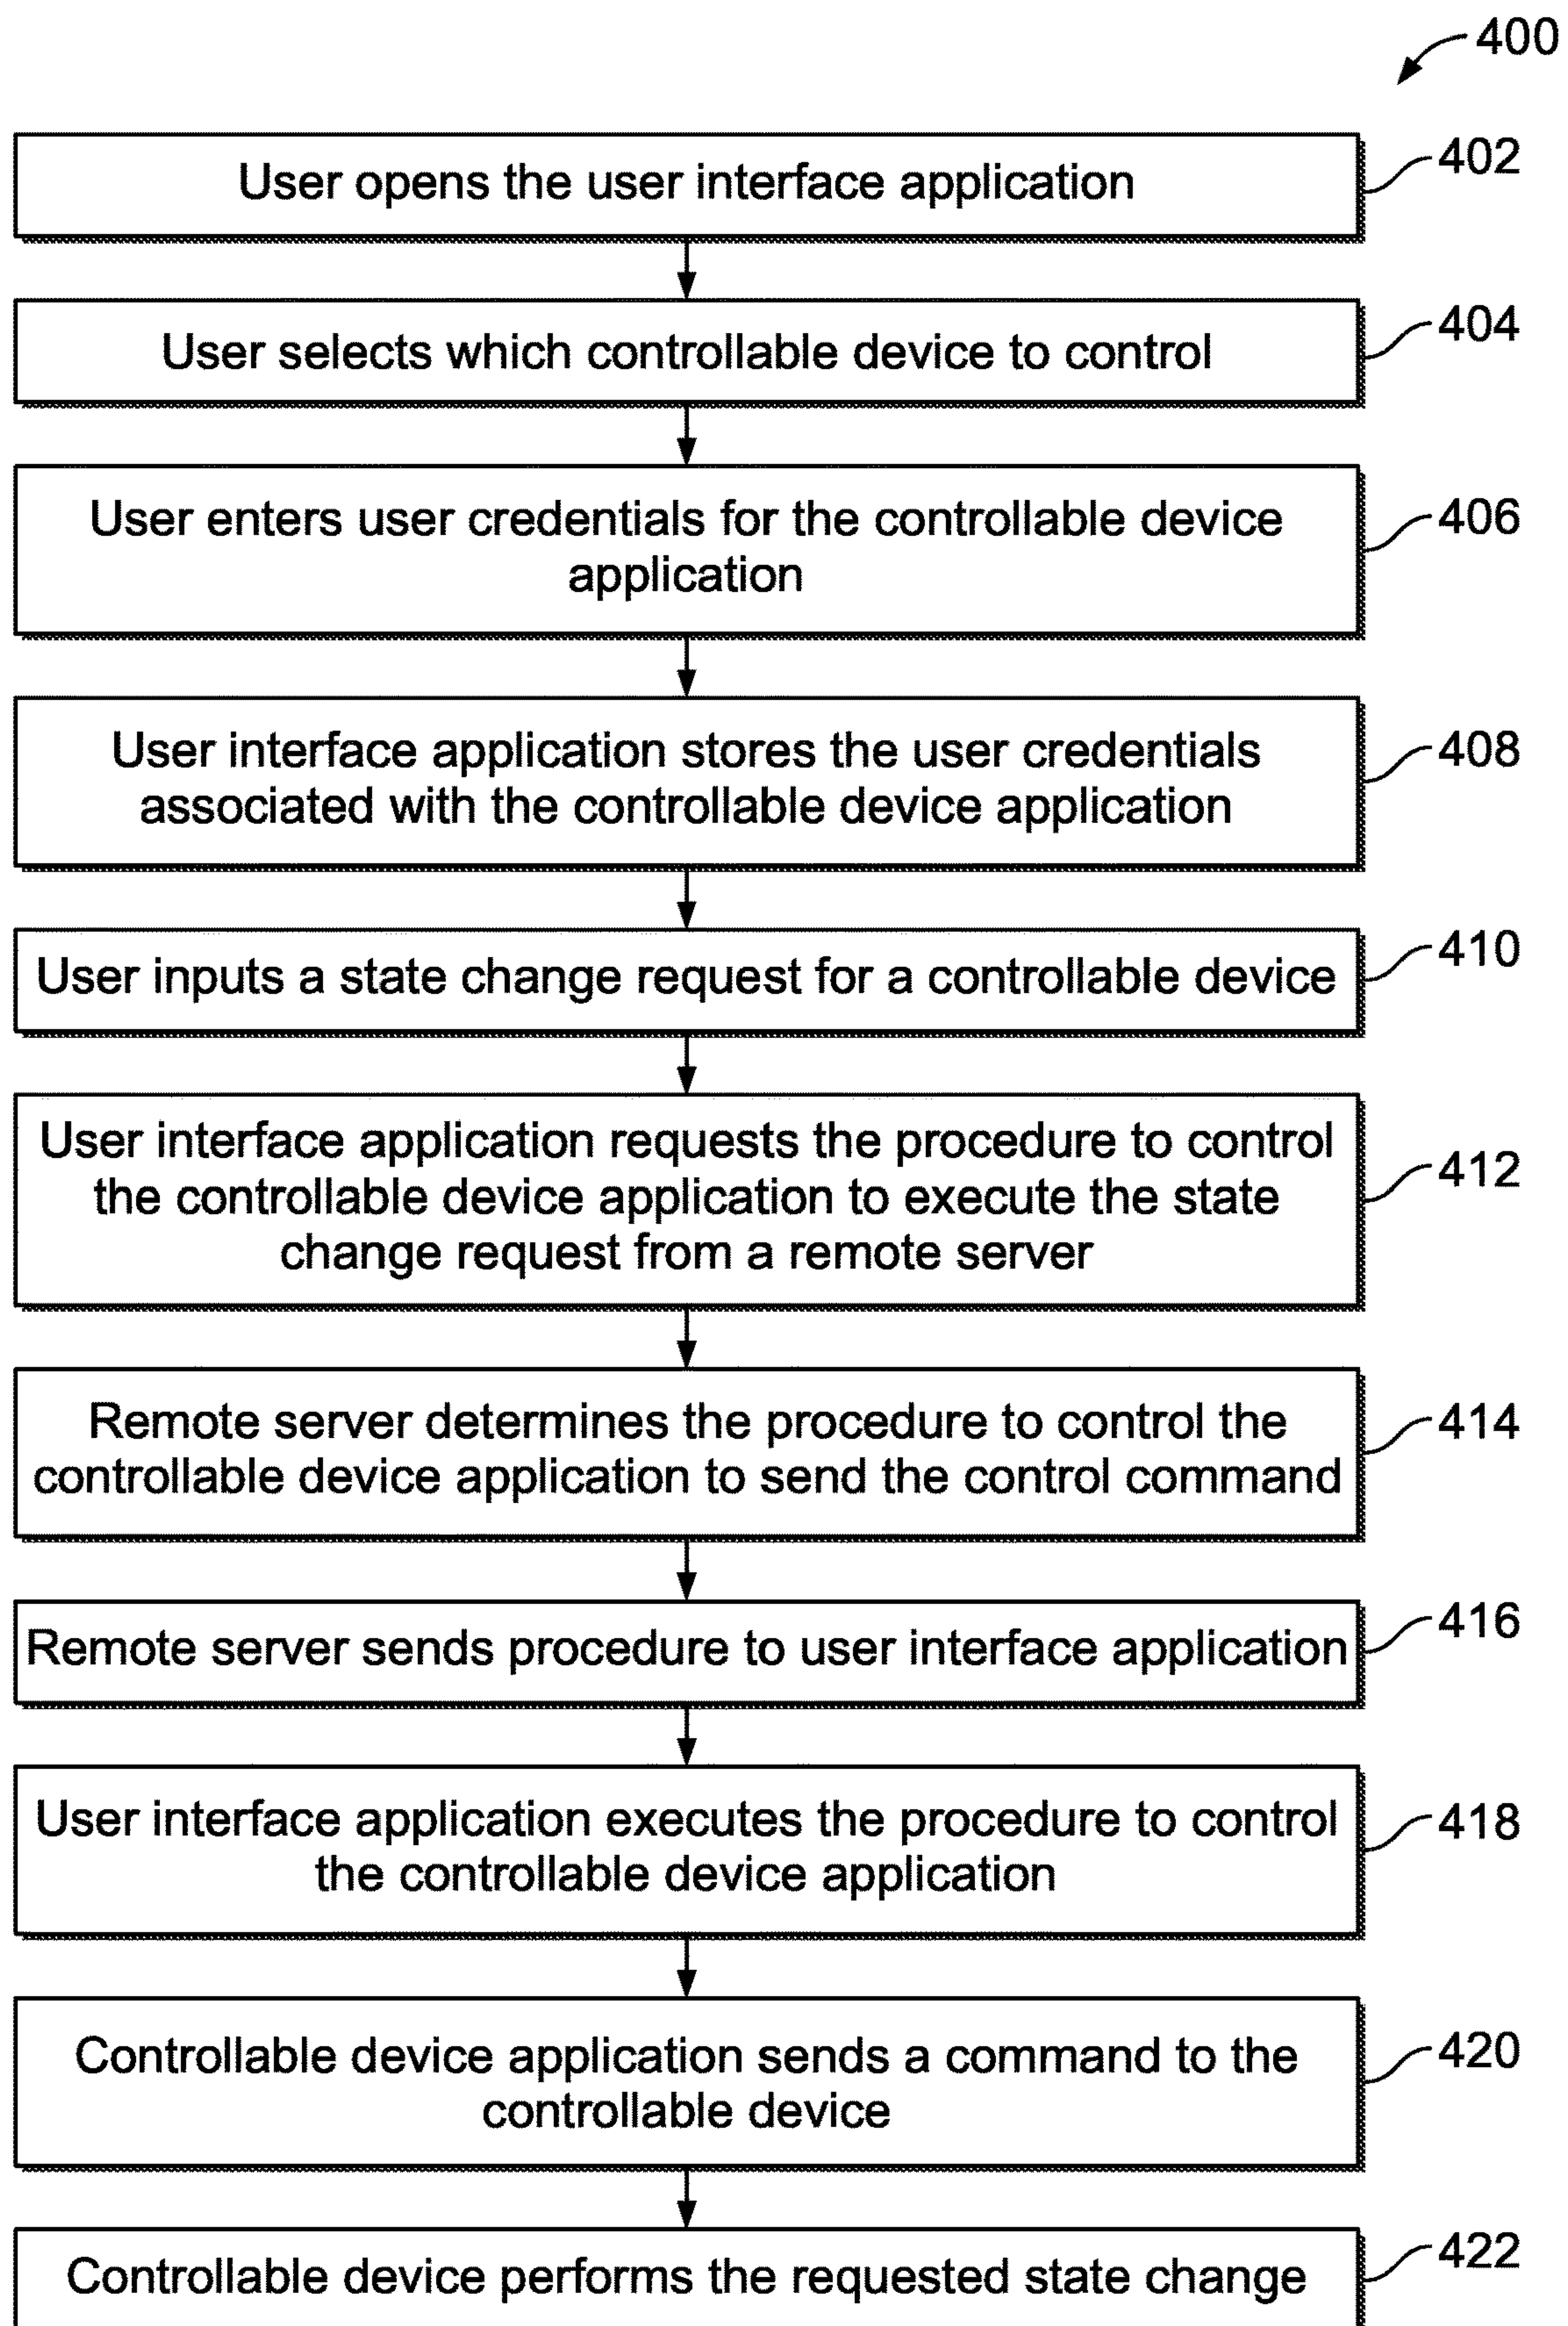 400
User opens the user interface application
402
User selects which controllable device to control
404
User enters user credentials for the controllable device
application
406
User interface application stores the user credentials
associated with the controllable device application
408
User inputs a state change request for a controllable device
410
User interface application requests the procedure to control
the controllable device application to execute the state
change request from a remote server
412
Remote server determines the procedure to control the
controllable device application to send the control command
414
Remote server sends procedure to user interface application
416
User interface application executes the procedure to control
the controllable device application
418
Controllable device application sends a command to the
controllable device
420
Controllable device performs the requested state change
422